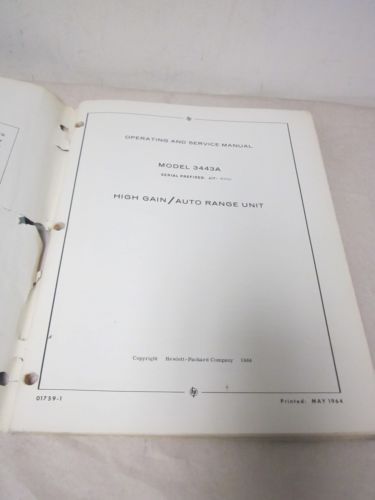 OPERATING AND SERVICE MANUAL
MODEL 3443A
SERIAL PREFIXED:
HIGH GAIN/AUTO RANGE UNIT
Copyright Hewlett-Packard Company
01759-1
Printed: MAY 1964